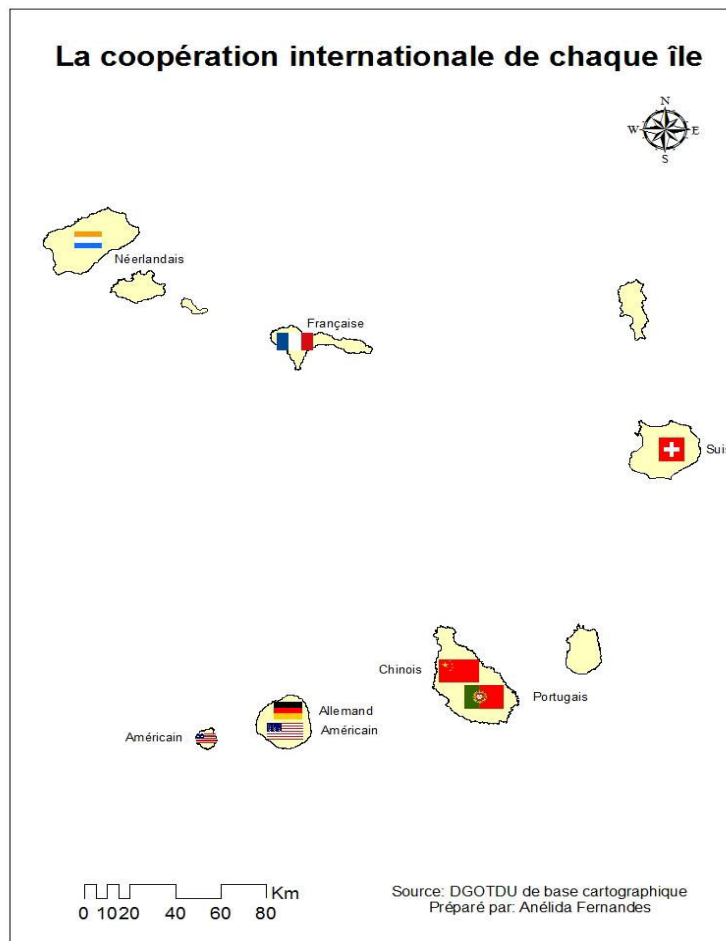 La coopération internationale de chaque île
N
W E
S
Néerlandais
Française
Suis
Chinois
Portugais
Allemand
Américain
Américain
Km
0 10 20 40 60 80
Source: DGOTDU de base cartographique
Préparé par: Anélida Fernandes